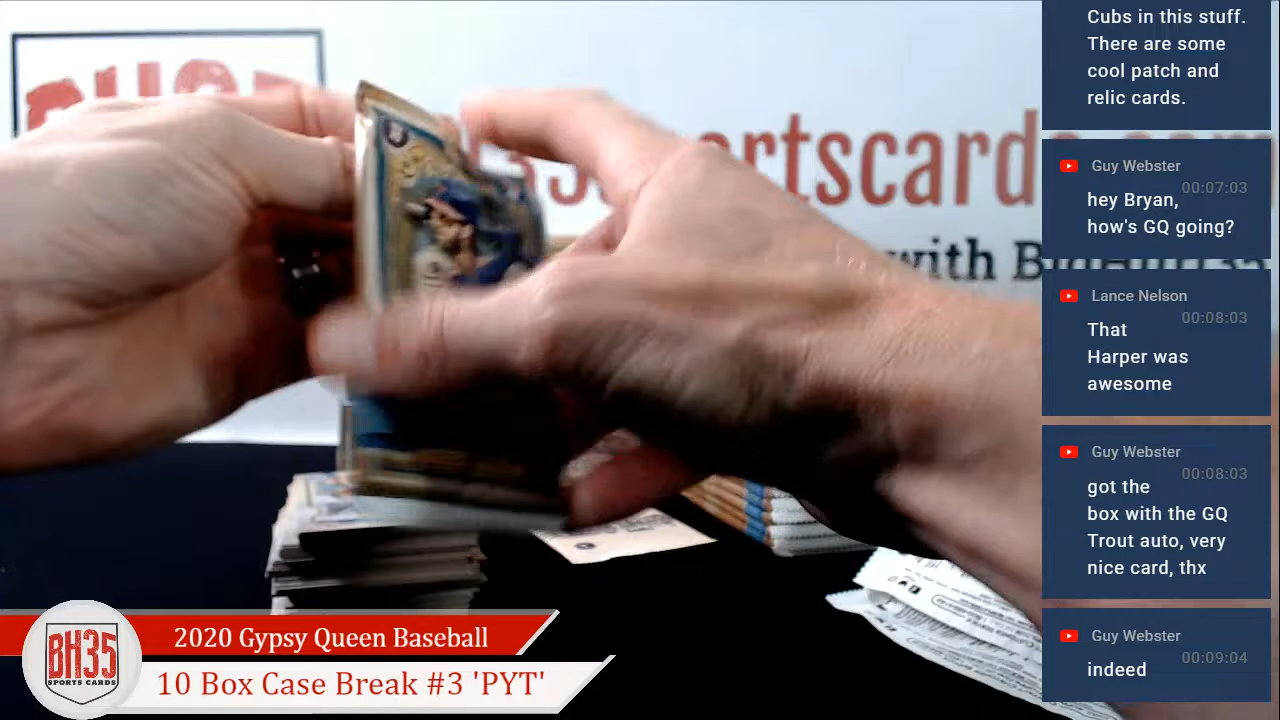 Cubs in this stuff.
There are some
cool patch and
relic cards.
Guy Webster
00:07:03
hey Bryan,
how's GQ going?
Lance Nelson
00:08:03
That
Harper was
awesome
Guy Webster
00:08:03
got the
box with the GQ
Trout auto, very
nice card, thx
Guy Webster
00:09:04
indeed
with
BH35
SPORTS CARDS
2020 Gypsy Queen Baseball
10 Box Case Break #3 'PYT'